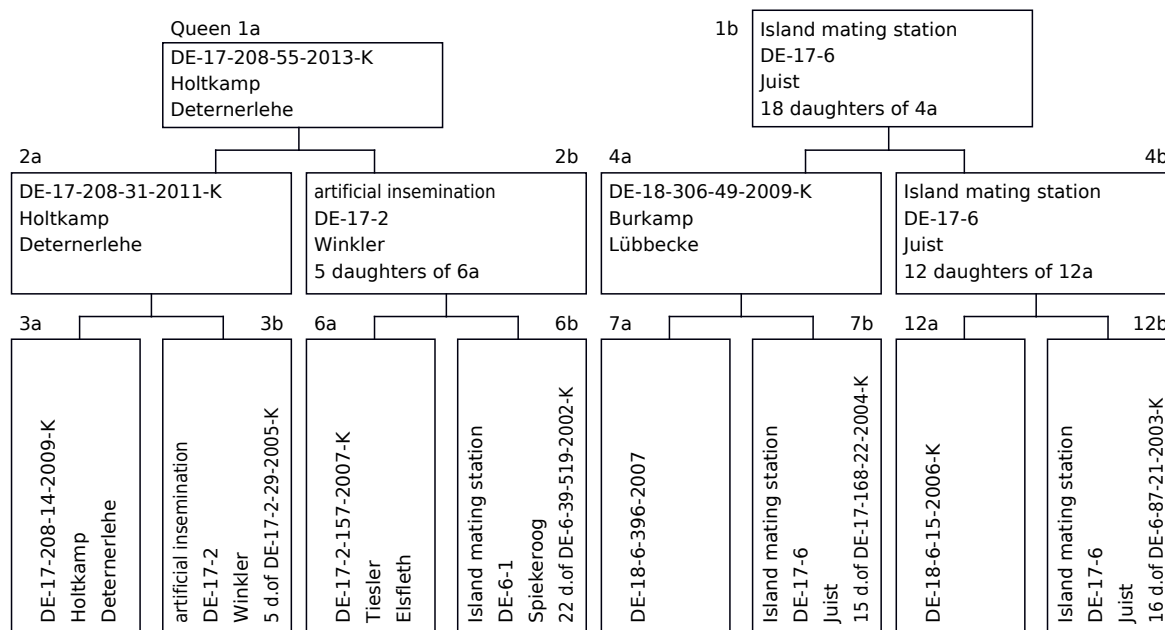 Queen 1a
DE-17-208-55-2013-K
Holtkamp
Deternerlehe
1b
Island mating station
DE-17-6
Juist
18 daughters of 4a
2a
DE-17-208-31-2011-K
Holtkamp
Deternerlehe
2b
artificial insemination
DE-17-2
Winkler
5 daughters of 6a
4a
DE-18-306-49-2009-K
Burkamp
Lübbecke
4b
Island mating station
DE-17-6
Juist
12 daughters of 12a
3a
DE-17-208-14-2009-K
Holtkamp
Deternerlehe
3b
artificial insemination
DE-17-2
Winkler
5 d.of DE-17-2-29-2005-K
6a
DE-17-2-157-2007-K
Tiesler
Elsfleth
6b
Island mating station
DE-6-1
Spiekeroog
22 d.of DE-6-39-519-2002-K
7a
DE-18-6-396-2007
7b
Island mating station
DE-17-6
Juist
15 d.of DE-17-168-22-2004-K
12a
DE-18-6-15-2006-K
12b
Island mating station
DE-17-6
Juist
16 d.of DE-6-87-21-2003-K